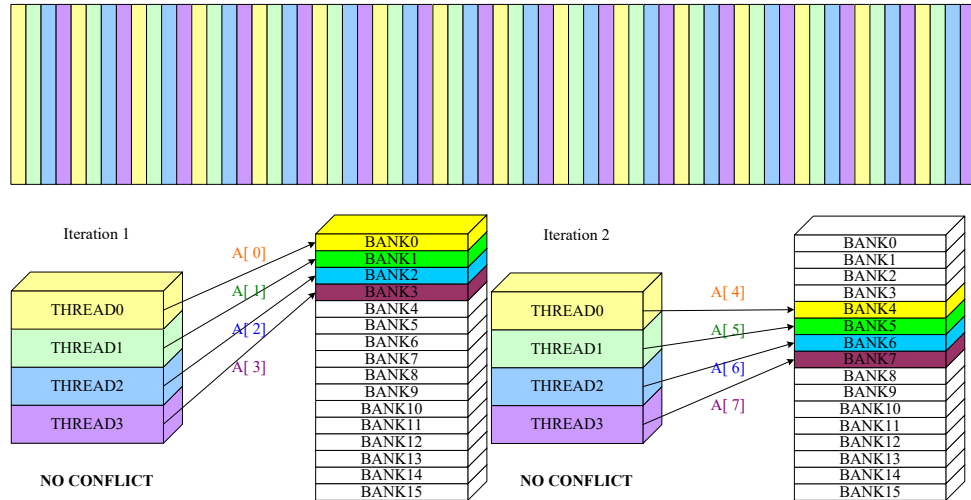 Iteration 1
A[ 0]
A[ 1]
A[ 2]
A[ 3]
THREAD0
THREAD1
THREAD2
THREAD3
NO CONFLICT
BANK0
BANK1
BANK2
BANK3
BANK4
BANK5
BANK6
BANK7
BANK8
BANK9
BANK10
BANK11
BANK12
BANK13
BANK14
BANK15
Iteration 2
A[ 4]
A[ 5]
A[ 6]
A[ 7]
THREAD0
THREAD1
THREAD2
THREAD3
NO CONFLICT
BANK0
BANK1
BANK2
BANK3
BANK4
BANK5
BANK6
BANK7
BANK8
BANK9
BANK10
BANK11
BANK12
BANK13
BANK14
BANK15